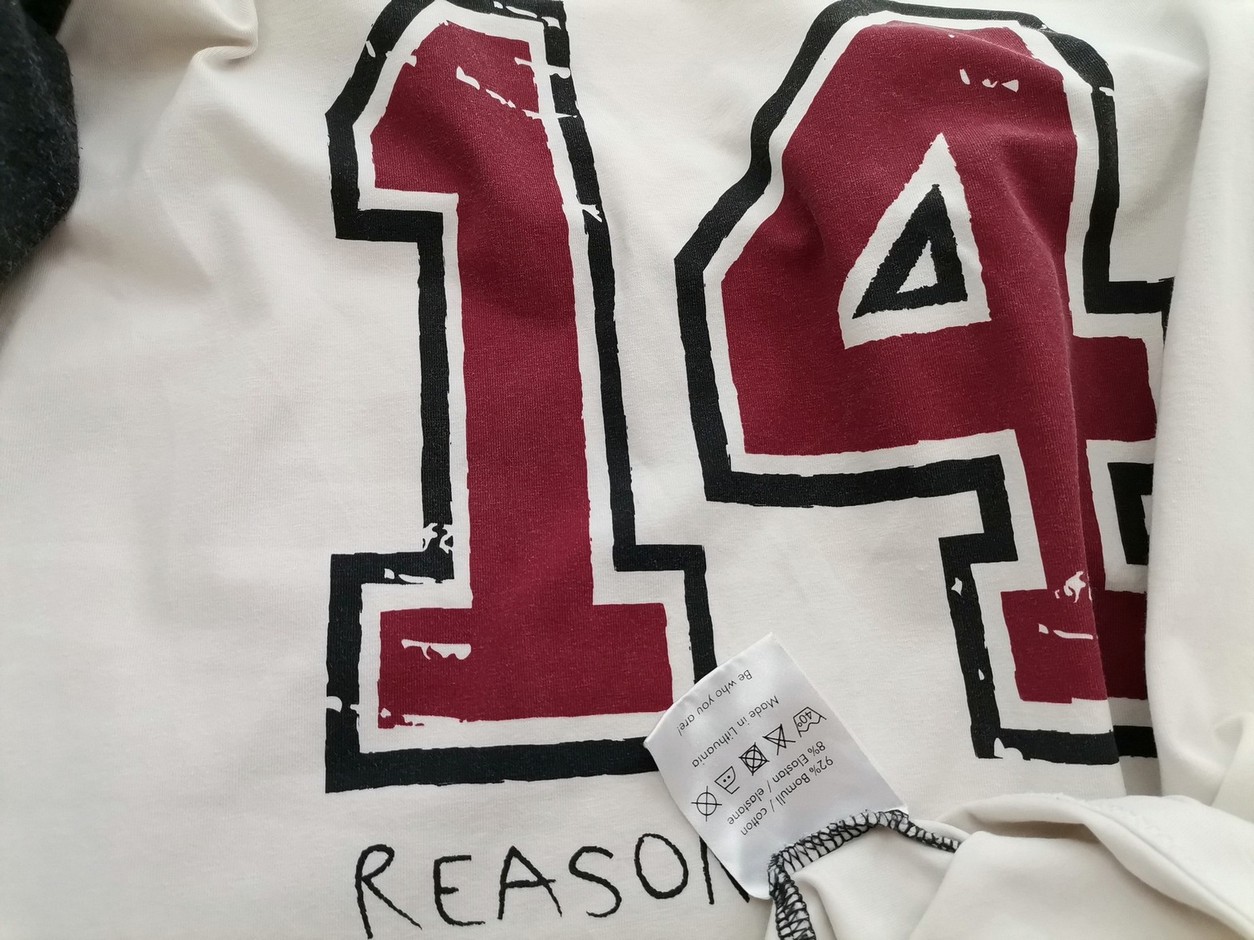 14
REASON
92% Bomull / cotton
8% Elastan / elastane
40°
Made in Lithuania
Be who you are!